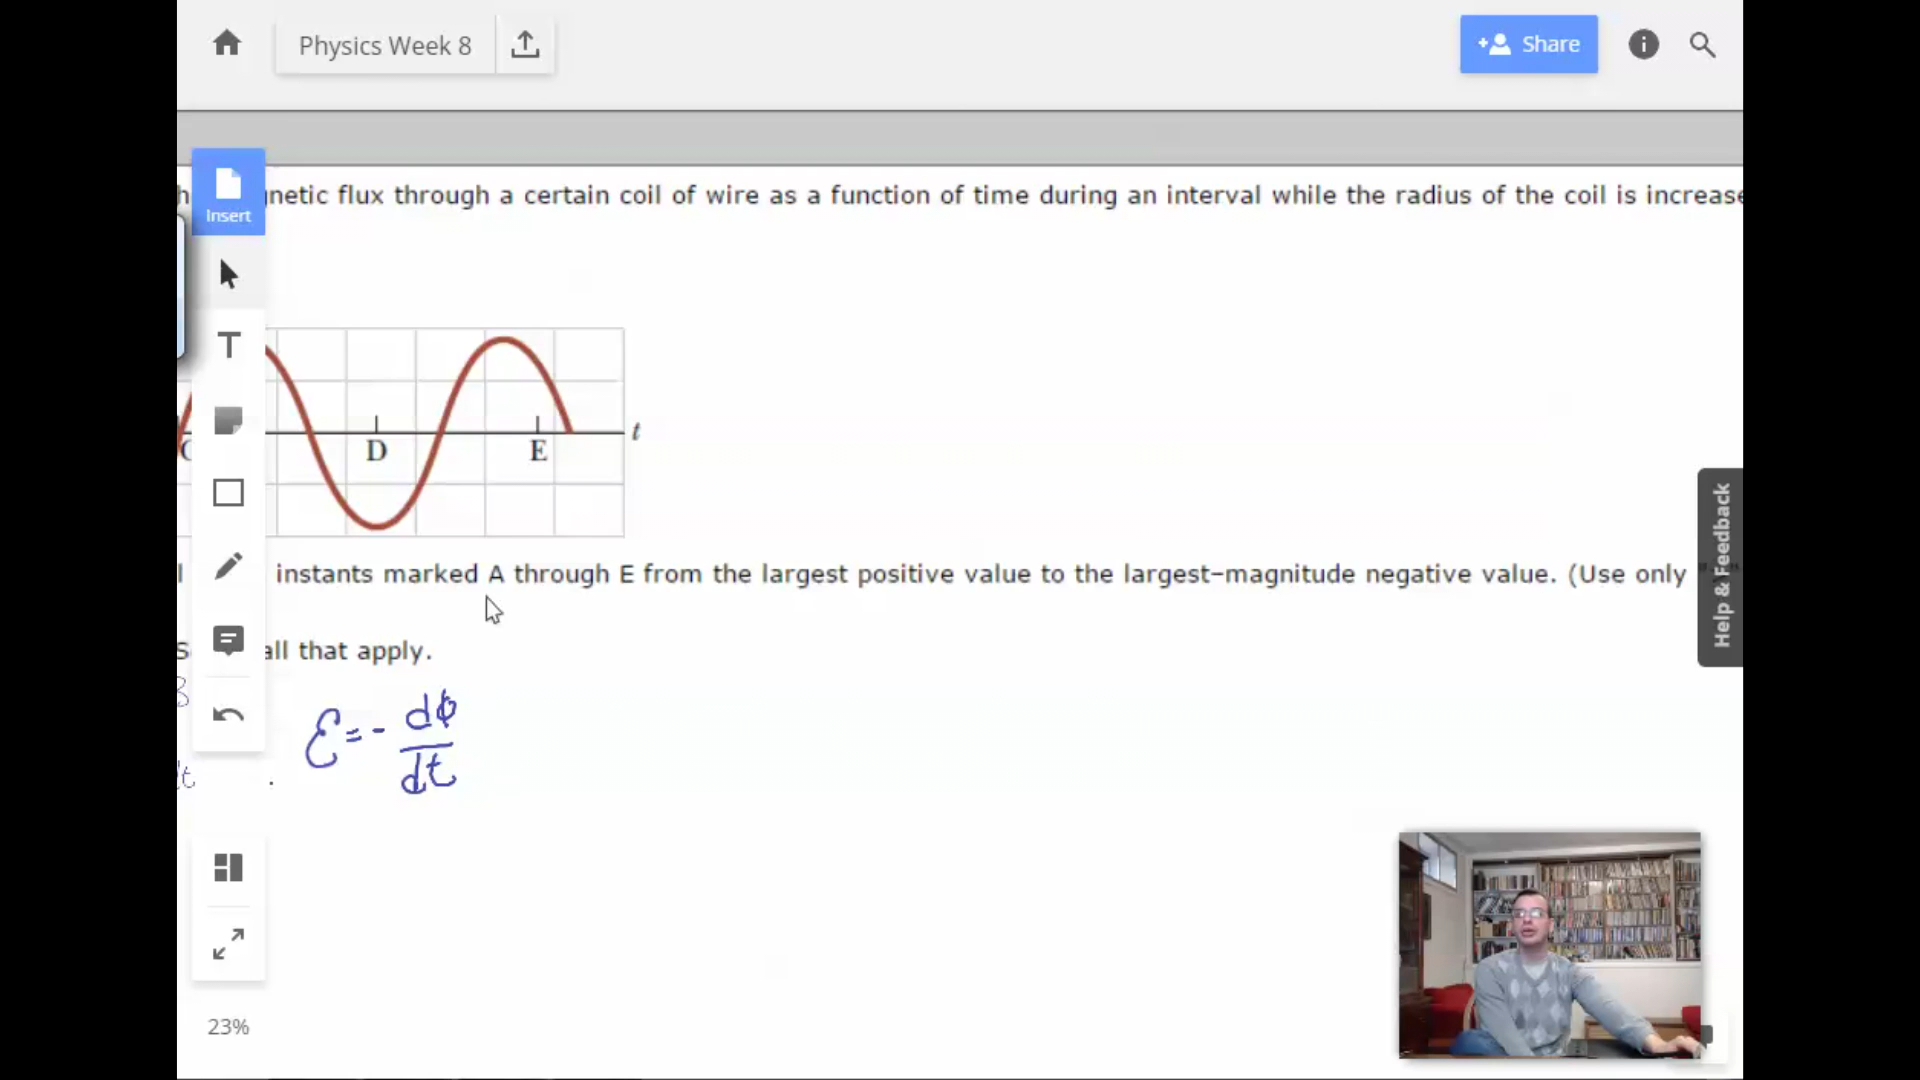 Physics Week 8
Share
Insert
netic flux through a certain coil of wire as a function of time during an interval while the radius of the coil is increase
T
t
D
E
instants marked A through E from the largest positive value to the largest-magnitude negative value. (Use only
all that apply.
ℰ = - dϕ
dt
Help & Feedback
23%